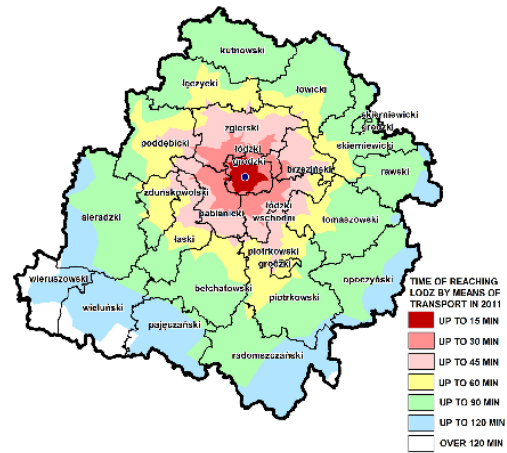 kutnowski
łęczycki
łowicki
skierniewicki
grodzki
zgierski
skierniewicki
poddębicki
łódzki
grodzki
brzeziński
rawski
zduńskowolski
łódzki
wschodni
pabianicki
sieradzki
tomaszowski
łaski
piotrkowski
grodzki
wieruszowski
opoczyński
bełchatowski
piotrkowski
wieluński
pajęczański
radomszczański
TIME OF REACHING
LODZ BY MEANS OF
TRANSPORT IN 2011
UP TO 15 MIN
UP TO 30 MIN
UP TO 45 MIN
UP TO 60 MIN
UP TO 90 MIN
UP TO 120 MIN
OVER 120 MIN